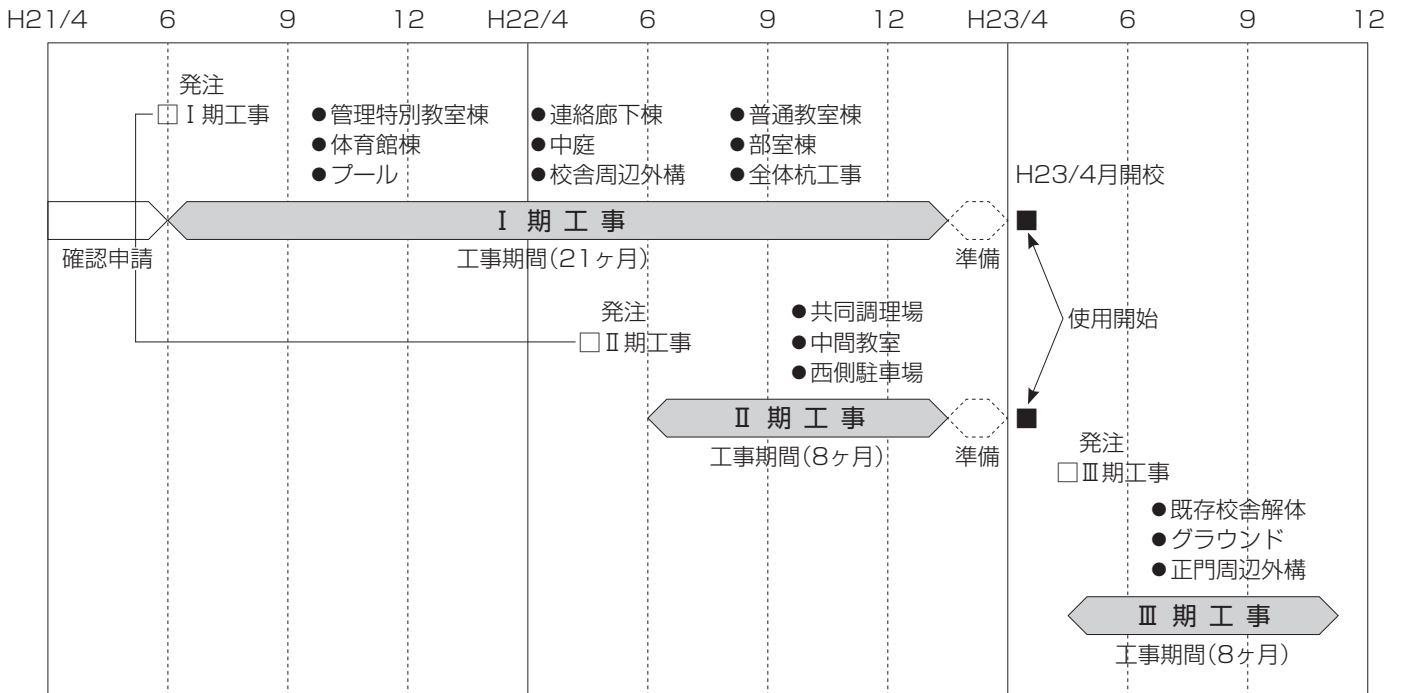 H21/4 6 9 12 H22/4 6 9 12 H23/4 6 9 12
発注
□Ⅰ期工事
●管理特別教室棟
●体育館棟
●プール
●連絡廊下棟
●中庭
●校舎周辺外構
●普通教室棟
●部室棟
●全体杭工事
H23/4月開校
Ⅰ期工事
確認申請
工事期間(21ヶ月)
準備
発注
□Ⅱ期工事
●共同調理場
●中間教室
●西側駐車場
使用開始
Ⅱ期工事
工事期間(8ヶ月)
準備
発注
□Ⅲ期工事
●既存校舎解体
●グラウンド
●正門周辺外構
Ⅲ期工事
工事期間(8ヶ月)